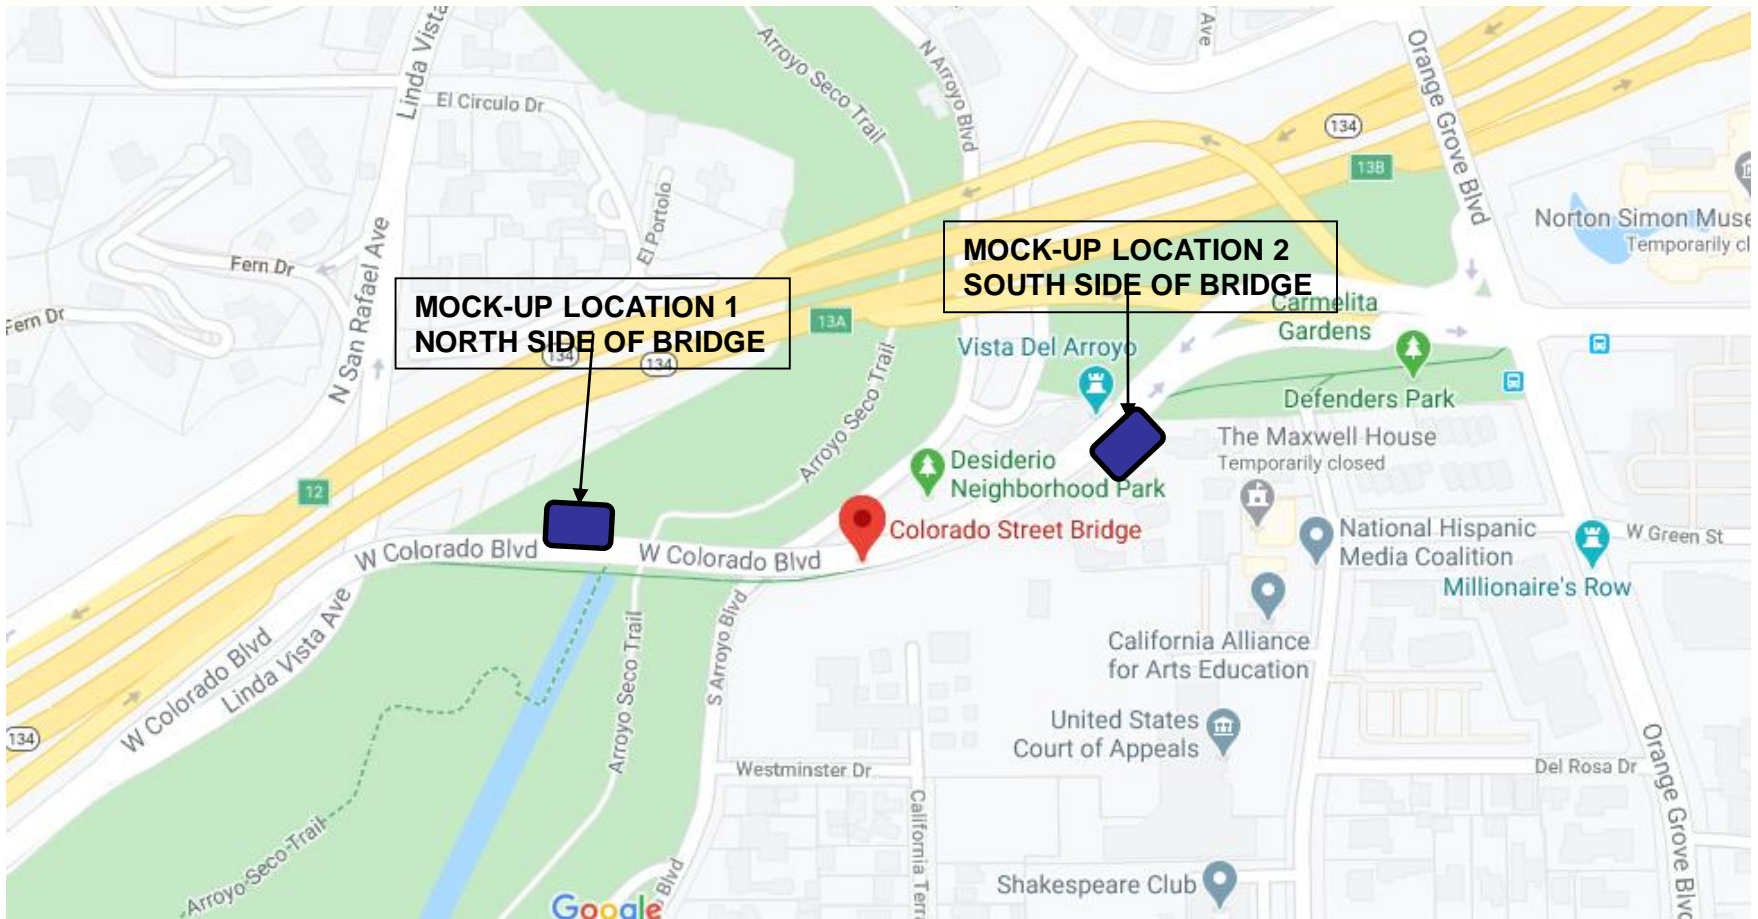 Linda Vista
Arroyo Seco Trail
N Arroyo Blvd
Ave
Orange Grove Blvd
El Circulo Dr
134
13B
Norton Simon Muse
Temporarily cl
El Portolo
N San Rafael Ave
Fern Dr
Fern Dr
MOCK-UP LOCATION 1
NORTH SIDE OF BRIDGE
MOCK-UP LOCATION 2
SOUTH SIDE OF BRIDGE
13A
134
134
Carmelita
Gardens
Vista Del Arroyo
Defenders Park
Arroyo Seco Trail
The Maxwell House
Temporarily closed
Desiderio
Neighborhood Park
12
Colorado Street Bridge
W Colorado Blvd
W Colorado Blvd
National Hispanic
Media Coalition
W Green St
Millionaire's Row
W Colorado Blvd
Linda Vista Ave
Arroyo Seco Trail
S Arroyo Blvd
California Alliance
for Arts Education
134
United States
Court of Appeals
Westminster Dr
Del Rosa Dr
California Terr
Orange Grove Blvd
Arroyo-Seco-Trail
Shakespeare Club
Blvd
Google